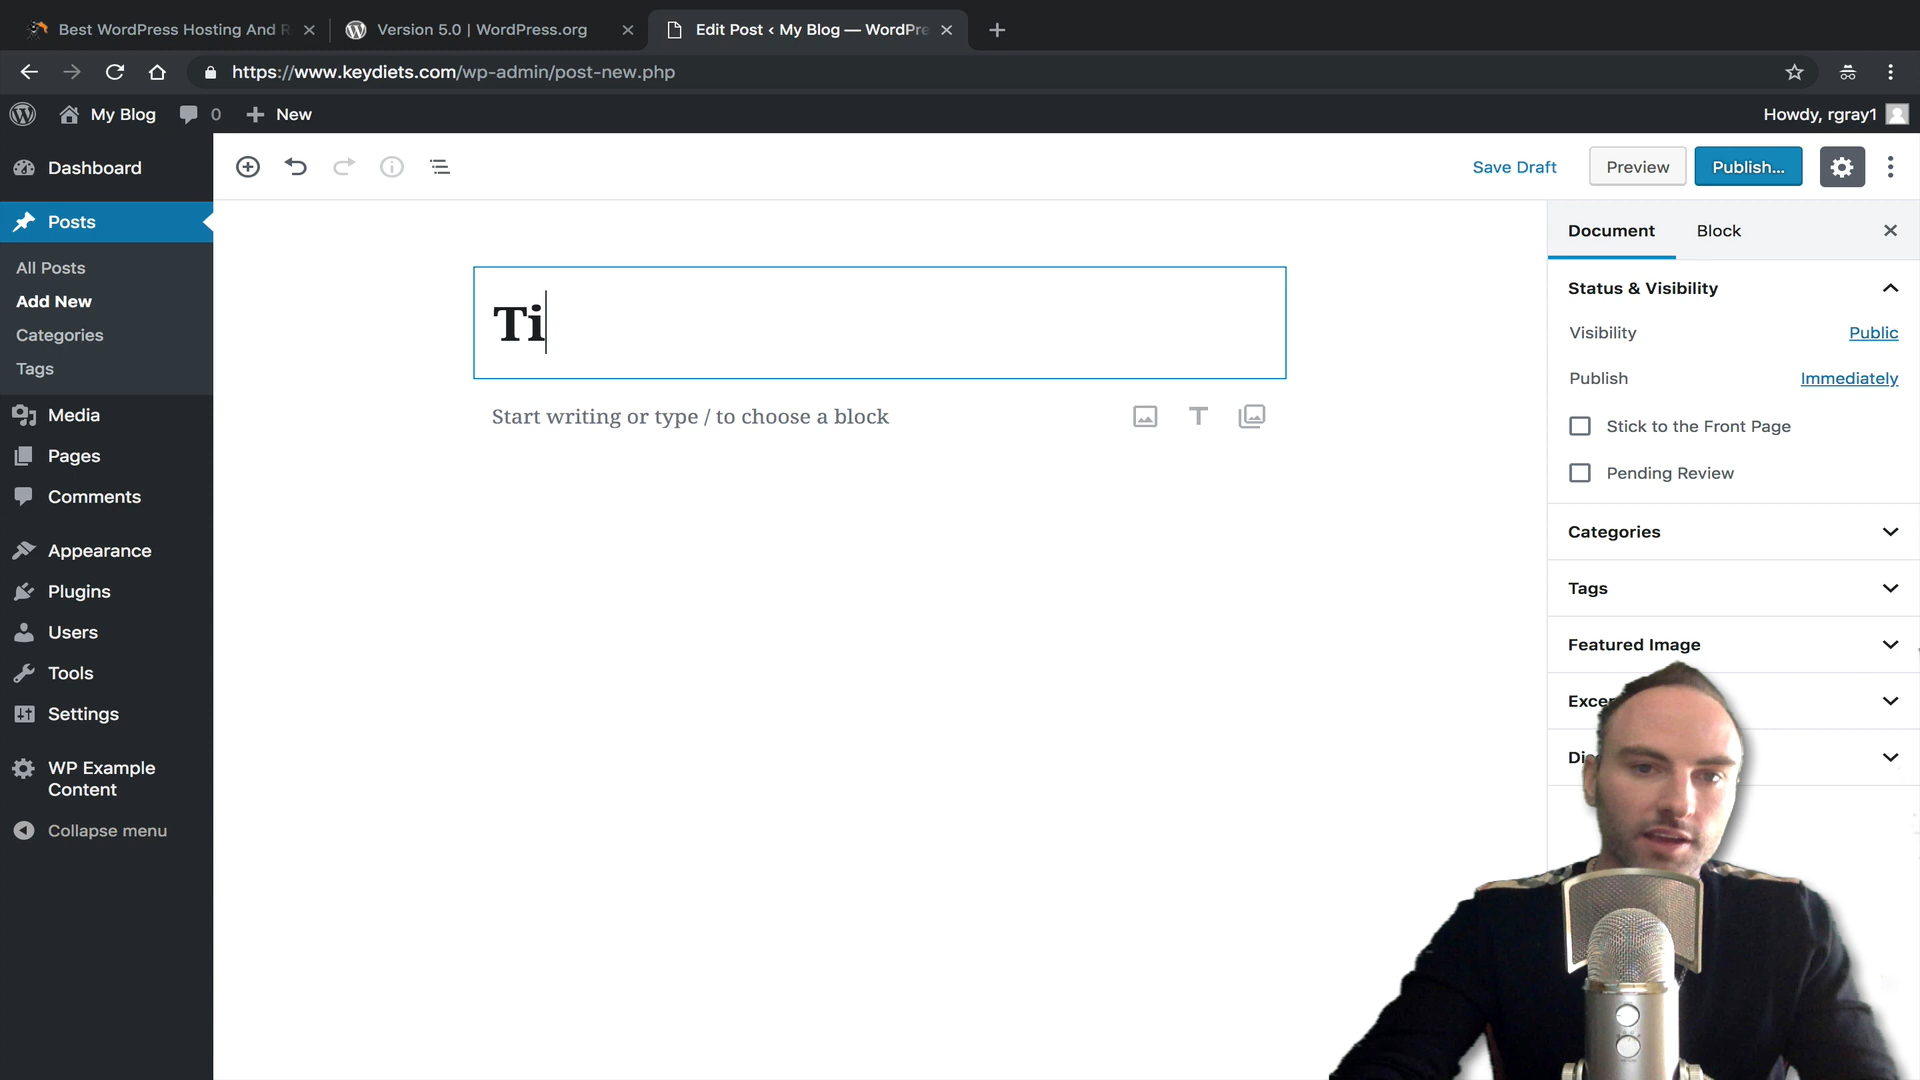 Best WordPress Hosting And R
Version 5.0 | WordPress.org
Edit Post ‹ My Blog — WordPre
https://www.keydiets.com/wp-admin/post-new.php
My Blog
0
New
Howdy, rgray1
Dashboard
Posts
All Posts
Add New
Categories
Tags
Media
Pages
Comments
Appearance
Plugins
Users
Tools
Settings
WP Example
Content
Collapse menu
Save Draft
Preview
Publish...
Ti
Start writing or type / to choose a block
Document
Block
Status & Visibility
Visibility
Public
Publish
Immediately
Stick to the Front Page
Pending Review
Categories
Tags
Featured Image
Exce
Di